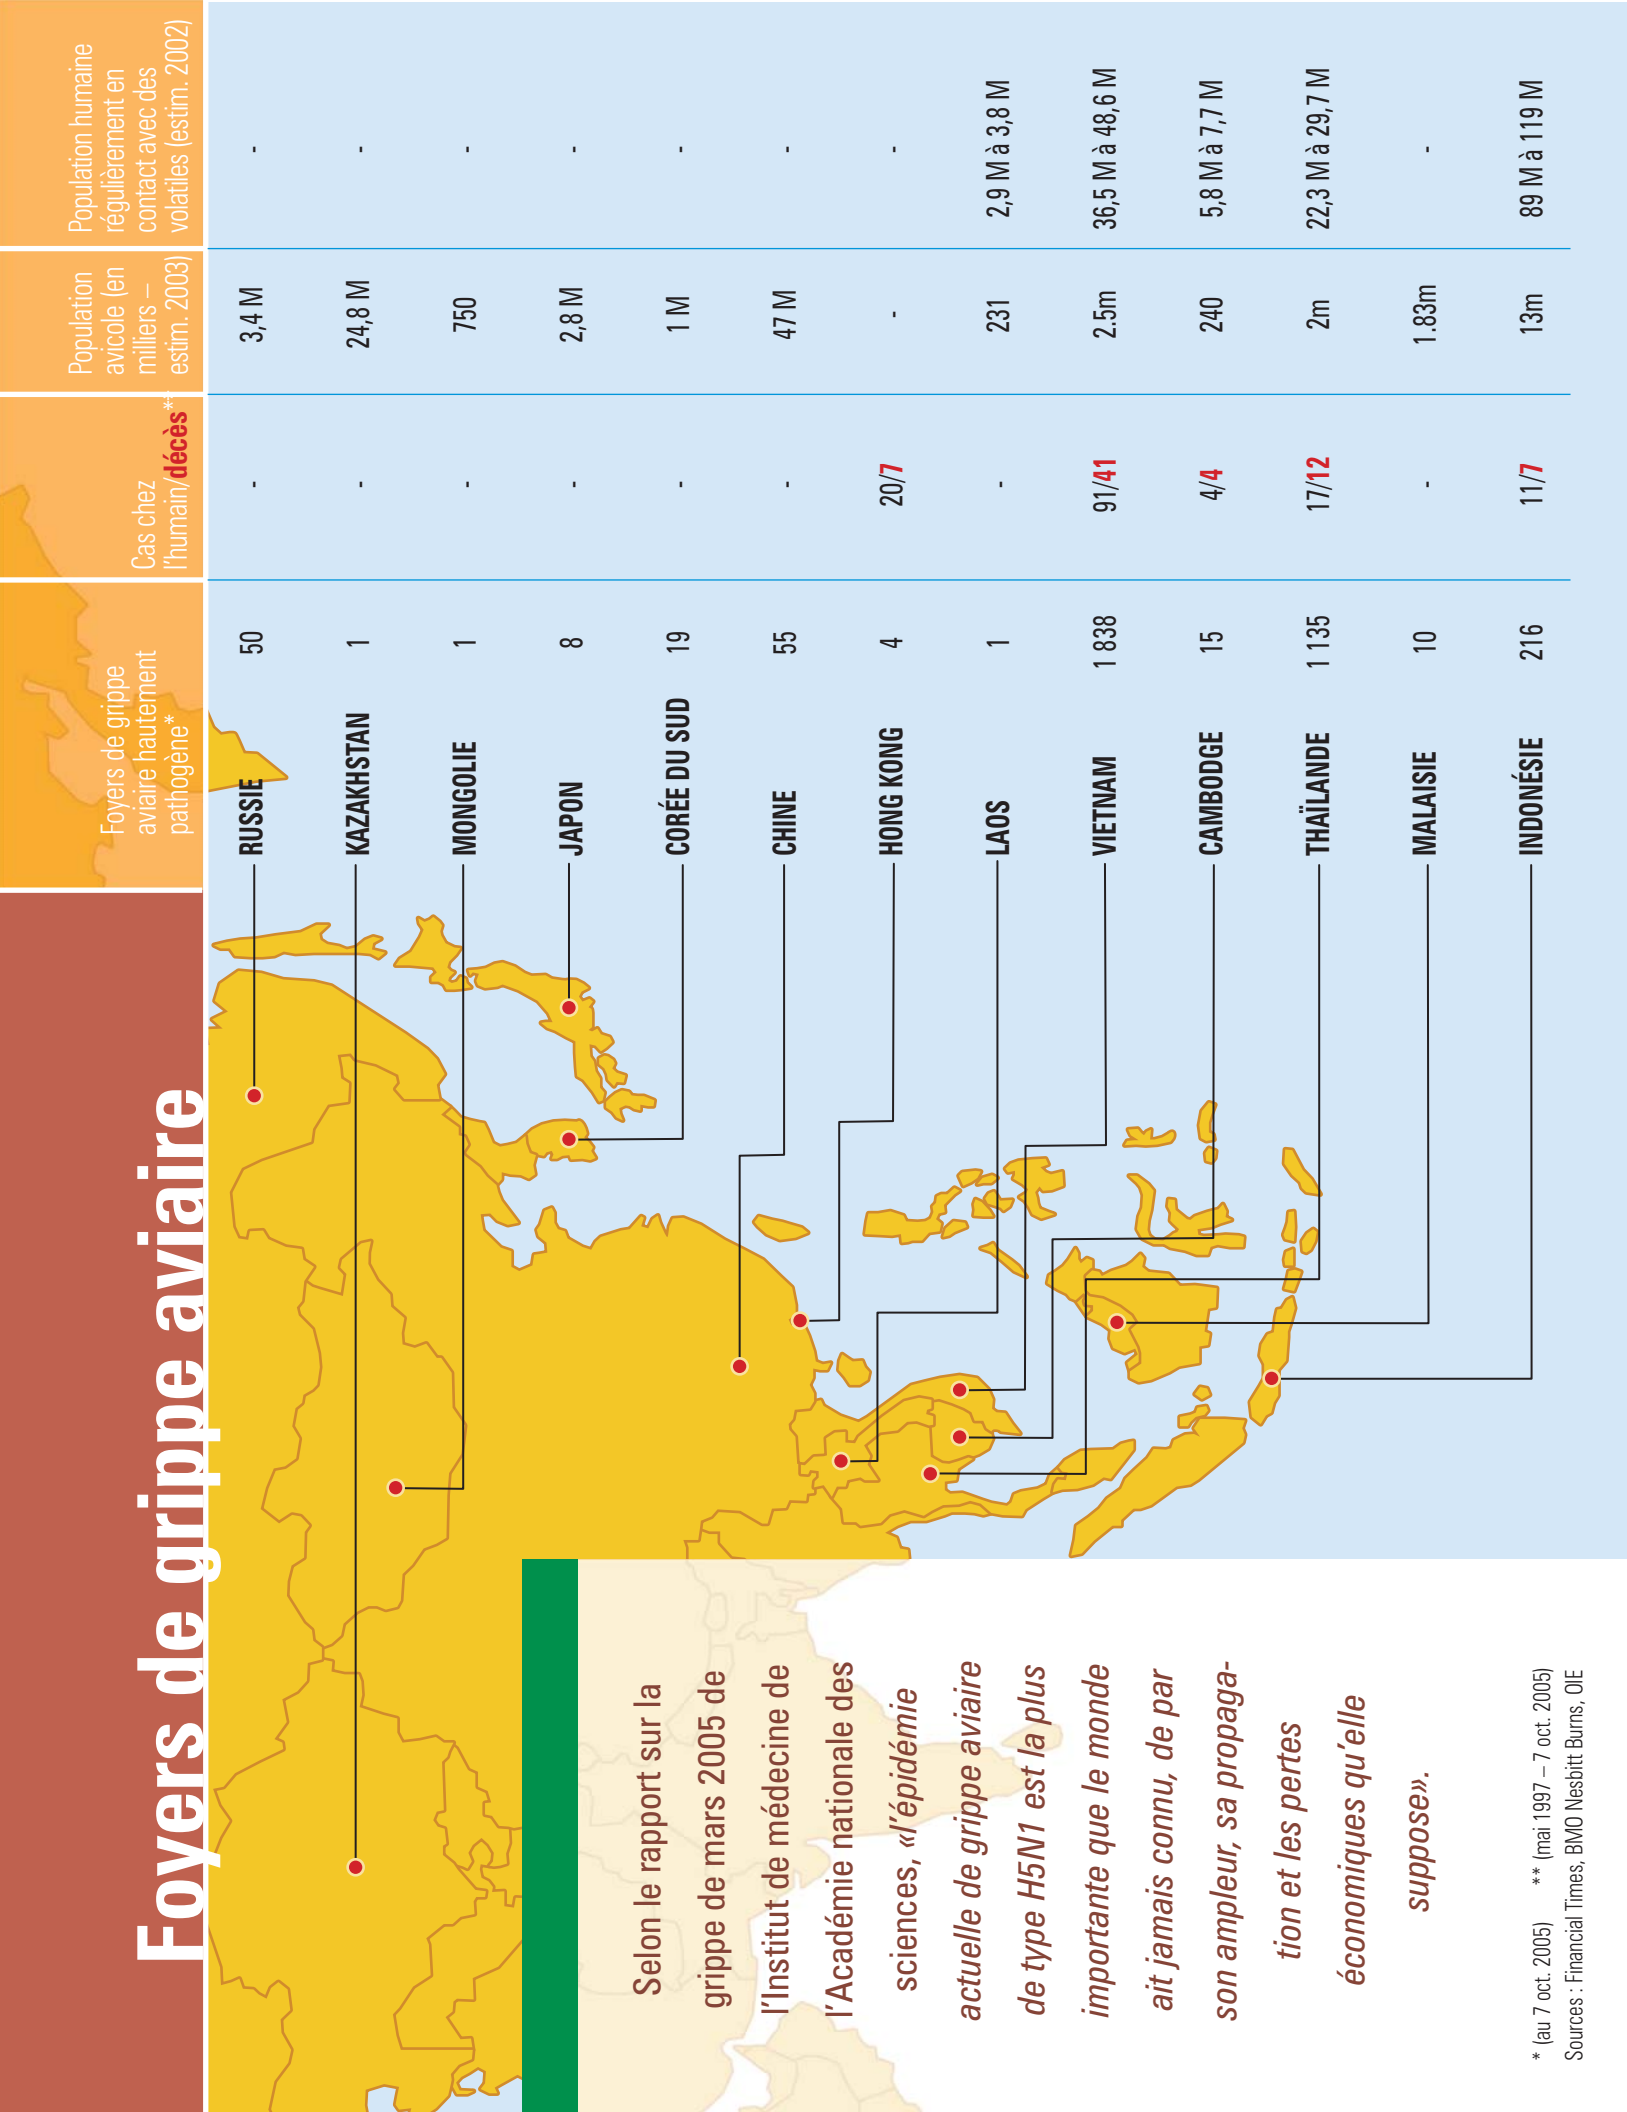 Foyers de grippe aviaire
Foyers de grippe
aviaire hautement
pathogène*
Cas chez
l'humain/décès**
Population
avicole (en
milliers –
estim. 2003)
Population humaine
régulièrement en
contact avec des
volatiles (estim. 2002)
RUSSIE 50 - 3,4 M -
KAZAKHSTAN 1 - 24,8 M -
MONGOLIE 1 - 750 -
JAPON 8 - 2,8 M -
CORÉE DU SUD 19 - 1 M -
CHINE 55 - 47 M -
HONG KONG 4 20/7 - -
LAOS 1 - 231 2,9 M à 3,8 M
VIETNAM 1 838 91/41 2.5m 36,5 M à 48,6 M
CAMBODGE 15 4/4 240 5,8 M à 7,7 M
THAÏLANDE 1 135 17/12 2m 22,3 M à 29,7 M
MALAISIE 10 - 1.83m -
INDONÉSIE 216 11/7 13m 89 M à 119 M
Selon le rapport sur la
grippe de mars 2005 de
l'Institut de médecine de
l'Académie nationale des
sciences, «l'épidémie
actuelle de grippe aviaire
de type H5N1 est la plus
importante que le monde
ait jamais connu, de par
son ampleur, sa propaga-
tion et les pertes
économiques qu'elle
suppose».
* (au 7 oct. 2005) ** (mai 1997 – 7 oct. 2005)
Sources : Financial Times, BMO Nesbitt Burns, OIE